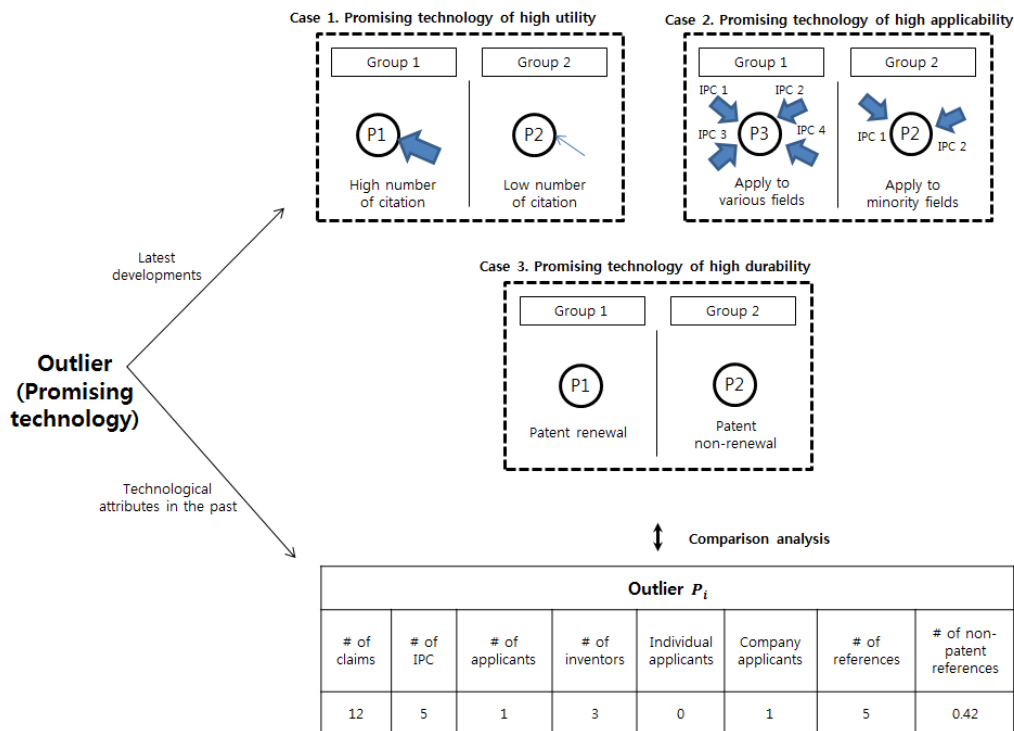 Case 1. Promising technology of high utility
Group 1
Group 2
P1
P2
High number
of citation
Low number
of citation
Case 2. Promising technology of high applicability
Group 1
Group 2
IPC 1
IPC 2
IPC 3
P3
IPC 4
P2
IPC 1
IPC 2
Apply to
various fields
Apply to
minority fields
Latest
developments
Case 3. Promising technology of high durability
Group 1
Group 2
P1
P2
Patent renewal
Patent
non-renewal
Outlier
(Promising
technology)
Technological
attributes in the past
Comparison analysis
Outlier P_i
# of
claims
# of
IPC
# of
applicants
# of
inventors
Individual
applicants
Company
applicants
# of
references
# of non-
patent
references
12
5
1
3
0
1
5
0.42